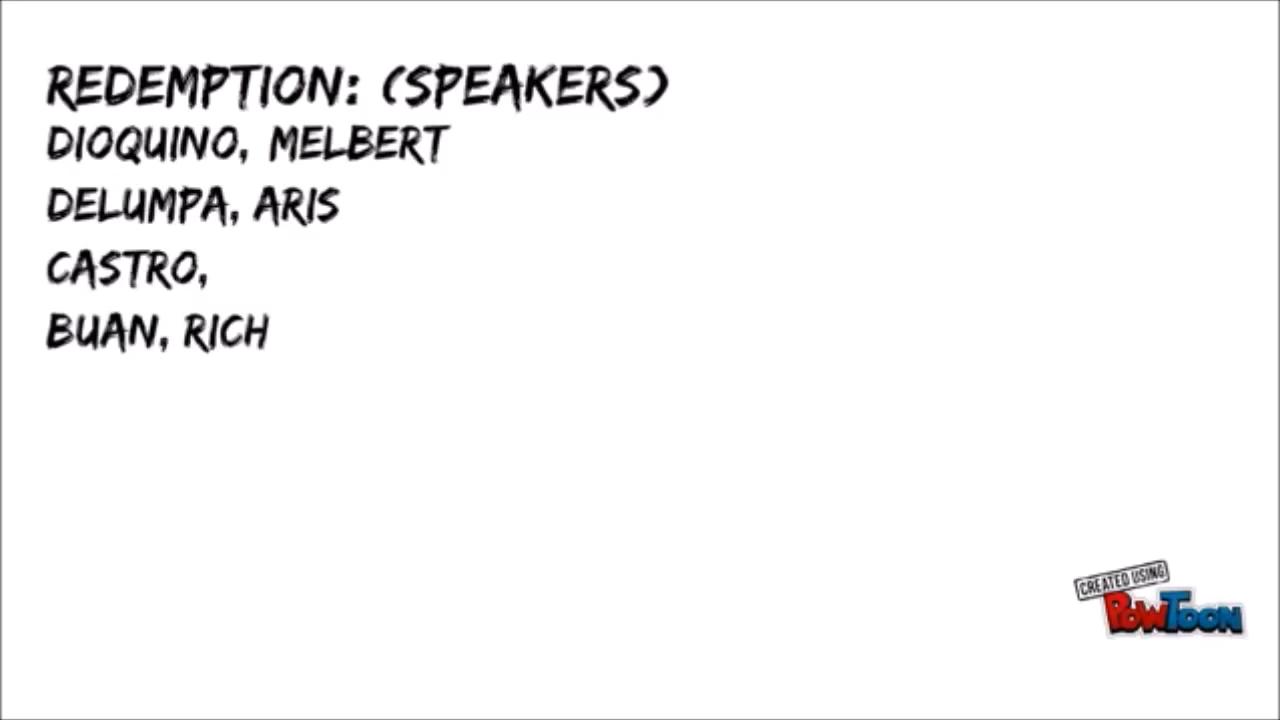 REDEMPTION: (SPEAKERS)
DIOQUINO, MELBERT
DELUMPA, ARIS
CASTRO,
BUAN, RICH
CREATED USING
POWTOON